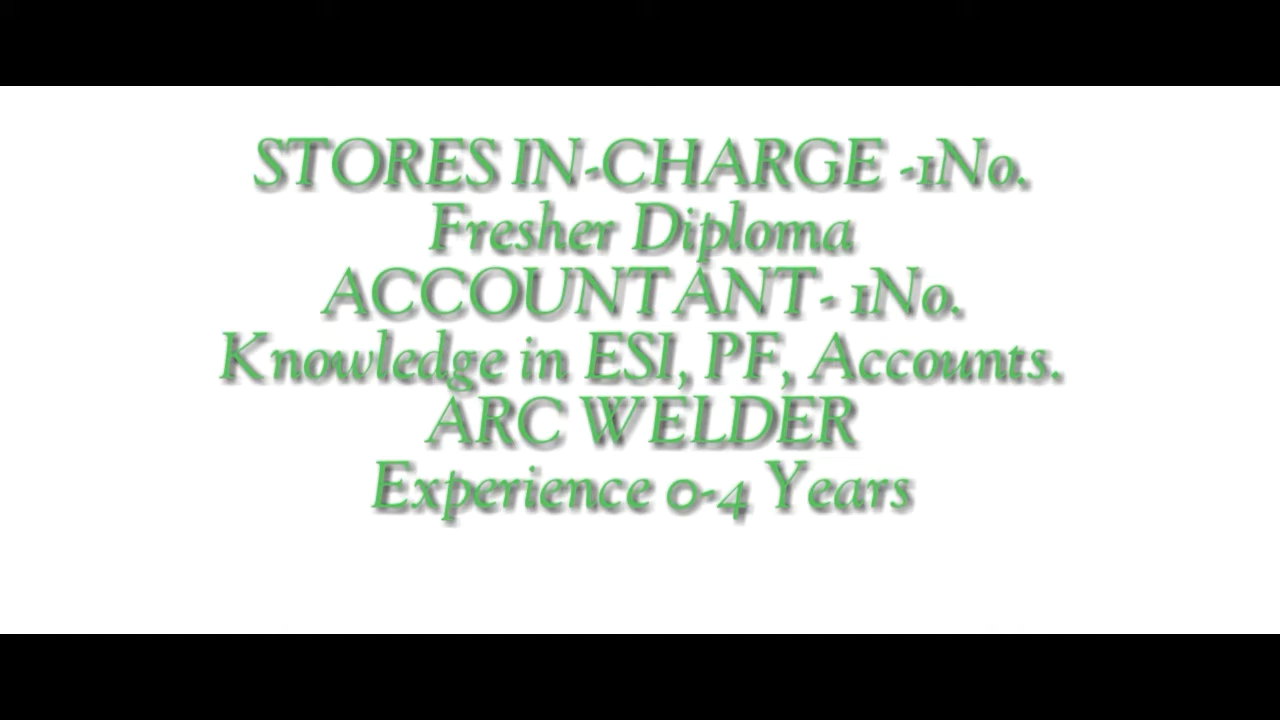 STORES IN-CHARGE -1No.
Fresher Diploma
ACCOUNTANT- 1No.
Knowledge in ESI, PF, Accounts.
ARC WELDER
Experience 0-4 Years